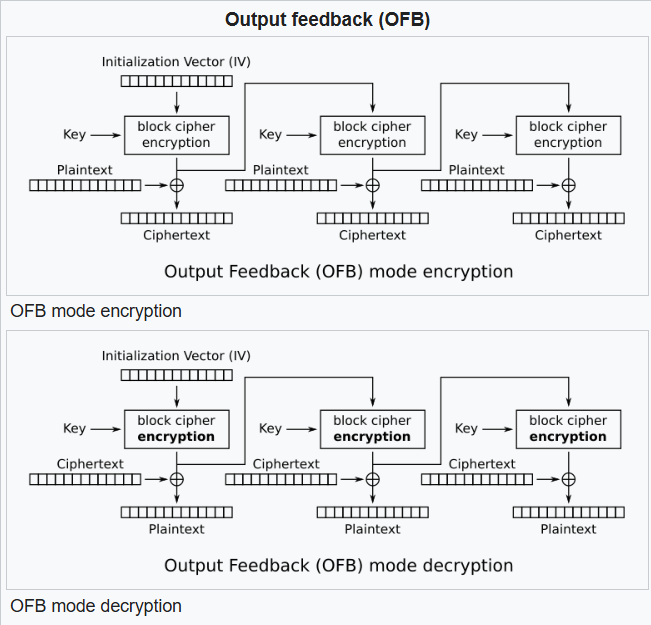 Output feedback (OFB)
Initialization Vector (IV)
Key
block cipher
encryption
Key
block cipher
encryption
Key
block cipher
encryption
Plaintext
Plaintext
Plaintext
Ciphertext
Ciphertext
Ciphertext
Output Feedback (OFB) mode encryption
OFB mode encryption
Initialization Vector (IV)
Key
block cipher
encryption
Key
block cipher
encryption
Key
block cipher
encryption
Ciphertext
Ciphertext
Ciphertext
Plaintext
Plaintext
Plaintext
Output Feedback (OFB) mode decryption
OFB mode decryption